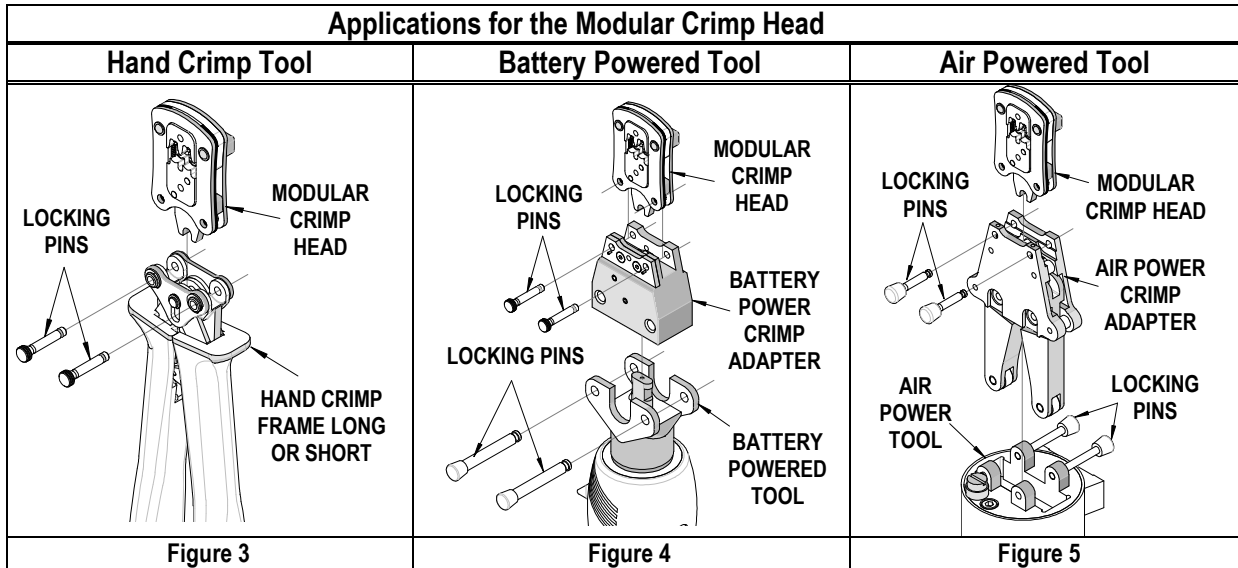 Applications for the Modular Crimp Head
Hand Crimp Tool
Battery Powered Tool
Air Powered Tool
MODULAR
CRIMP
HEAD
LOCKING
PINS
HAND CRIMP
FRAME LONG
OR SHORT
MODULAR
CRIMP
HEAD
LOCKING
PINS
BATTERY
POWER
CRIMP
ADAPTER
LOCKING PINS
BATTERY
POWERED
TOOL
LOCKING
PINS
MODULAR
CRIMP HEAD
AIR POWER
CRIMP
ADAPTER
AIR
POWER
TOOL
LOCKING
PINS
Figure 3
Figure 4
Figure 5